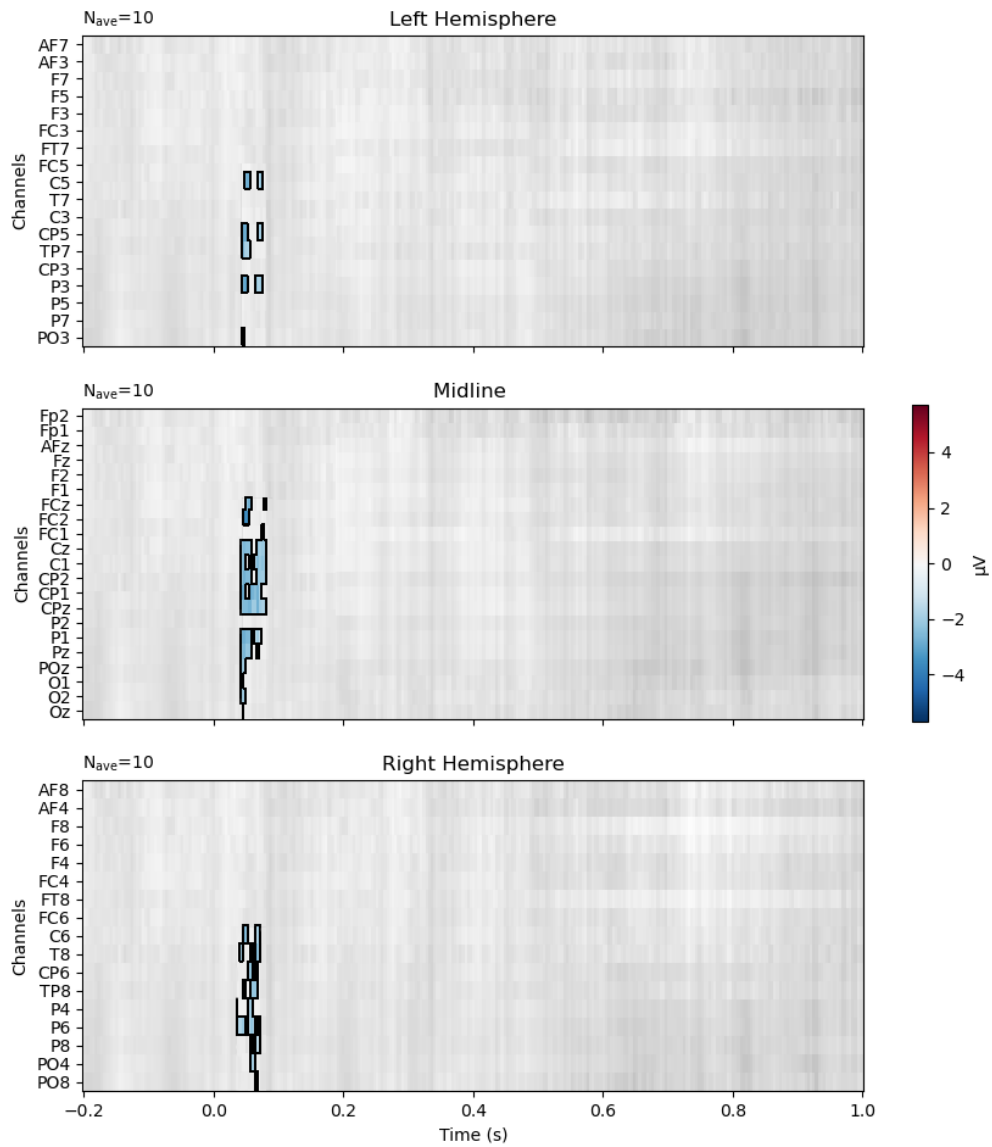 N_ave=10 Left Hemisphere
AF7
AF3
F7
F5
F3
FC3
FT7
FC5
C5
T7
C3
CP5
TP7
CP3
P3
P5
P7
PO3
Channels
N_ave=10 Midline
Fp2
Fp1
AFz
Fz
F2
F1
FCz
FC2
FC1
Cz
C1
CP2
CP1
CPz
P2
P1
Pz
POz
O1
O2
Oz
Channels
4
2
0
−2
−4
µV
N_ave=10 Right Hemisphere
AF8
AF4
F8
F6
F4
FC4
FT8
FC6
C6
T8
CP6
TP8
P4
P6
P8
PO4
PO8
Channels
−0.2 0.0 0.2 0.4 0.6 0.8 1.0
Time (s)